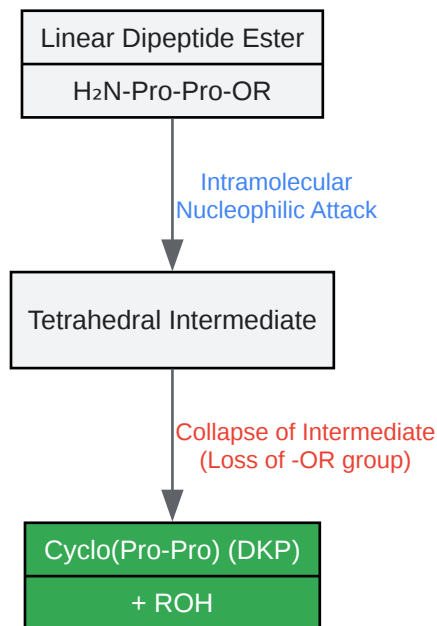 Linear Dipeptide Ester
H₂N-Pro-Pro-OR
Intramolecular
Nucleophilic Attack
Tetrahedral Intermediate
Collapse of Intermediate
(Loss of -OR group)
Cyclo(Pro-Pro) (DKP)
+ ROH